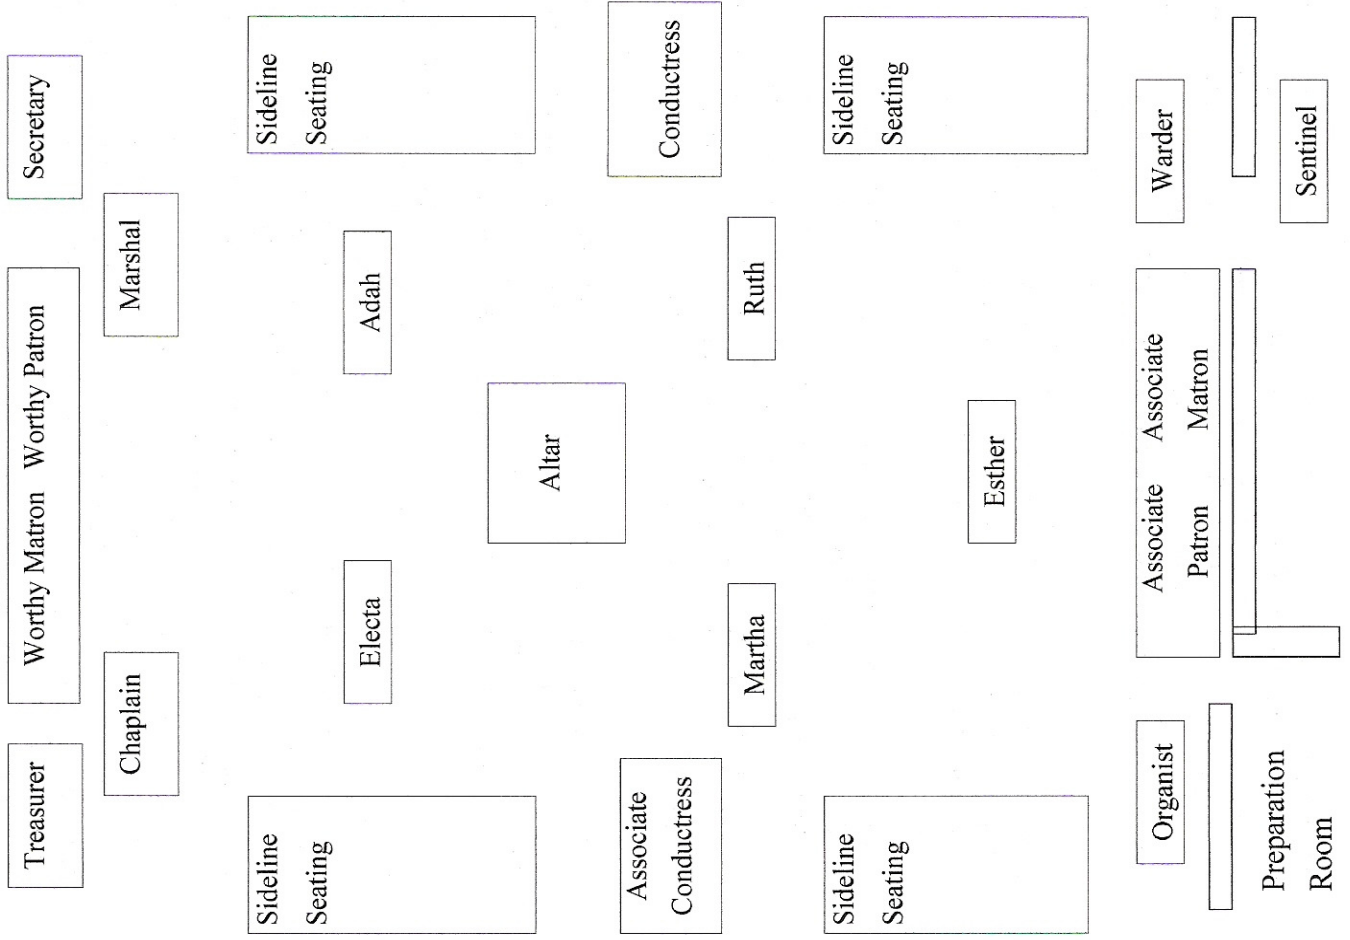 Treasurer
Worthy Matron Worthy Patron
Secretary
Chaplain
Marshal
Sideline
Seating
Sideline
Seating
Electa
Adah
Altar
Associate
Conductress
Conductress
Martha
Ruth
Sideline
Seating
Sideline
Seating
Esther
Organist
Associate Associate
Patron Matron
Warder
Preparation
Room
Sentinel